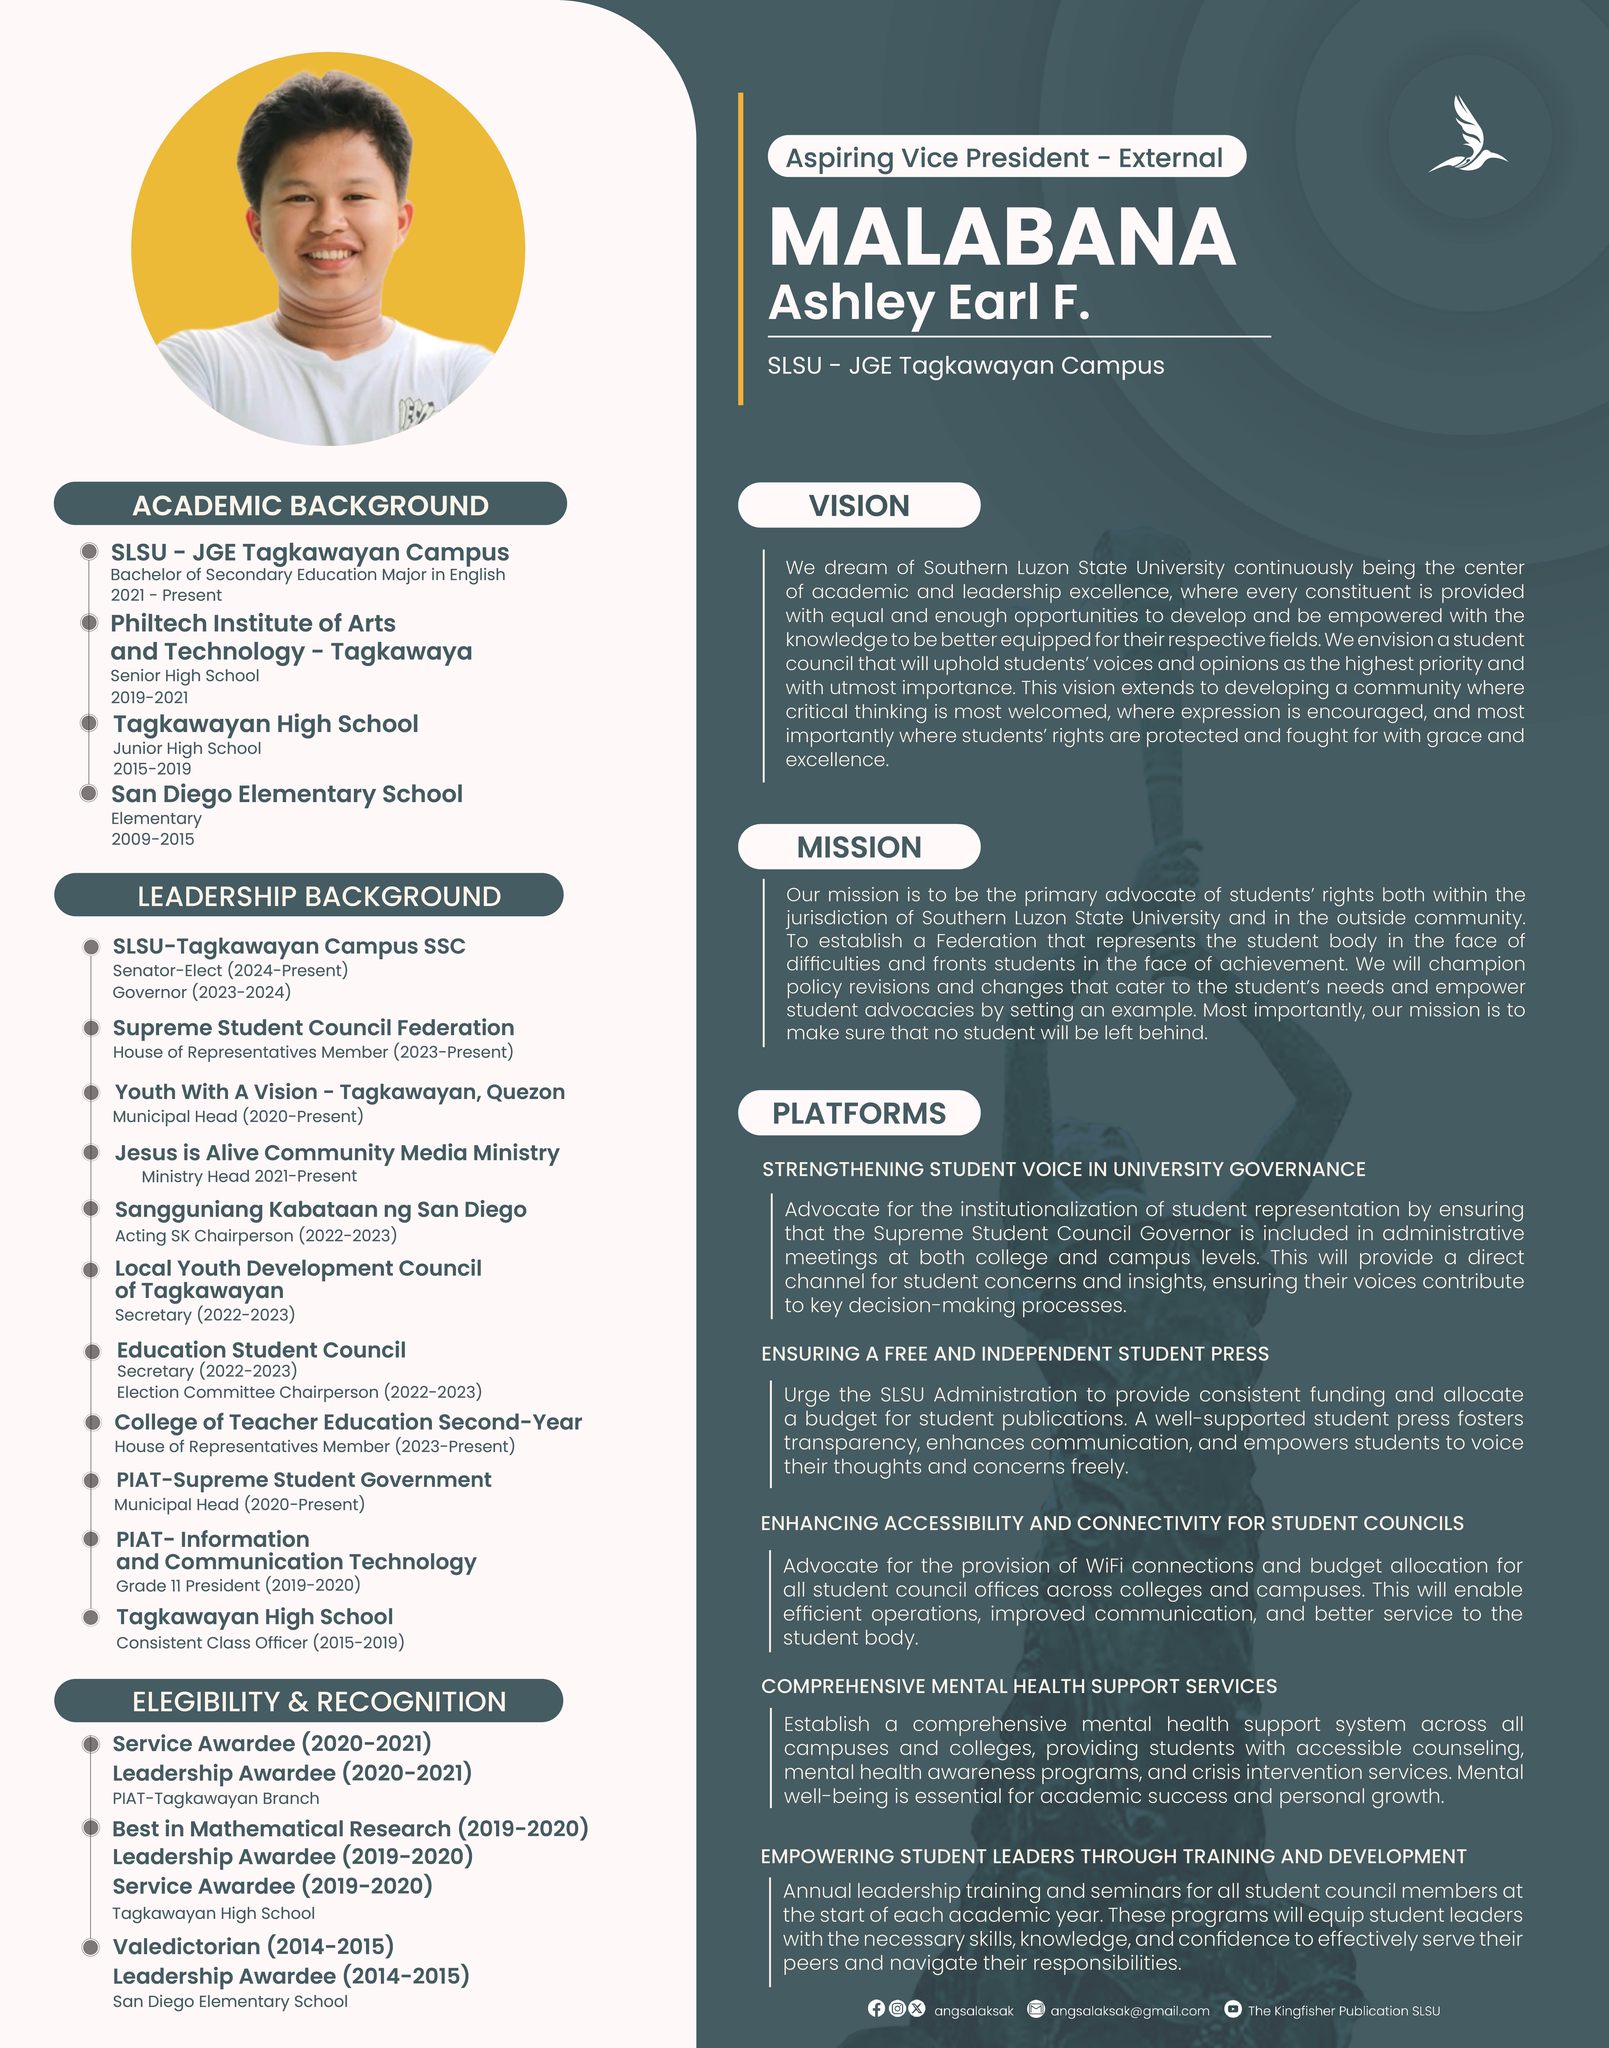 ACADEMIC BACKGROUND
SLSU - JGE Tagkawayan Campus
Bachelor of Secondary Education Major in English
2021 - Present
Philtech Institute of Arts
and Technology - Tagkawaya
Senior High School
2019-2021
Tagkawayan High School
Junior High School
2015-2019
San Diego Elementary School
Elementary
2009-2015
LEADERSHIP BACKGROUND
SLSU-Tagkawayan Campus SSC
Senator-Elect (2024-Present)
Governor (2023-2024)
Supreme Student Council Federation
House of Representatives Member (2023-Present)
Youth With A Vision - Tagkawayan, Quezon
Municipal Head (2020-Present)
Jesus is Alive Community Media Ministry
Ministry Head 2021-Present
Sangguniang Kabataan ng San Diego
Acting SK Chairperson (2022-2023)
Local Youth Development Council
of Tagkawayan
Secretary (2022-2023)
Education Student Council
Secretary (2022-2023)
Election Committee Chairperson (2022-2023)
College of Teacher Education Second-Year
House of Representatives Member (2023-Present)
PIAT-Supreme Student Government
Municipal Head (2020-Present)
PIAT- Information
and Communication Technology
Grade 11 President (2019-2020)
Tagkawayan High School
Consistent Class Officer (2015-2019)
ELEGIBILITY & RECOGNITION
Service Awardee (2020-2021)
Leadership Awardee (2020-2021)
PIAT-Tagkawayan Branch
Best in Mathematical Research (2019-2020)
Leadership Awardee (2019-2020)
Service Awardee (2019-2020)
Tagkawayan High School
Valedictorian (2014-2015)
Leadership Awardee (2014-2015)
San Diego Elementary School
Aspiring Vice President - External
MALABANA
Ashley Earl F.
SLSU - JGE Tagkawayan Campus
VISION
We dream of Southern Luzon State University continuously being the center
of academic and leadership excellence, where every constituent is provided
with equal and enough opportunities to develop and be empowered with the
knowledge to be better equipped for their respective fields. We envision a student
council that will uphold students' voices and opinions as the highest priority and
with utmost importance. This vision extends to developing a community where
critical thinking is most welcomed, where expression is encouraged, and most
importantly where students' rights are protected and fought for with grace and
excellence.
MISSION
Our mission is to be the primary advocate of students' rights both within the
jurisdiction of Southern Luzon State University and in the outside community.
To establish a Federation that represents the student body in the face of
difficulties and fronts students in the face of achievement. We will champion
policy revisions and changes that cater to the student's needs and empower
student advocacies by setting an example. Most importantly, our mission is to
make sure that no student will be left behind.
PLATFORMS
STRENGTHENING STUDENT VOICE IN UNIVERSITY GOVERNANCE
Advocate for the institutionalization of student representation by ensuring
that the Supreme Student Council Governor is included in administrative
meetings at both college and campus levels. This will provide a direct
channel for student concerns and insights, ensuring their voices contribute
to key decision-making processes.
ENSURING A FREE AND INDEPENDENT STUDENT PRESS
Urge the SLSU Administration to provide consistent funding and allocate
a budget for student publications. A well-supported student press fosters
transparency, enhances communication, and empowers students to voice
their thoughts and concerns freely.
ENHANCING ACCESSIBILITY AND CONNECTIVITY FOR STUDENT COUNCILS
Advocate for the provision of WiFi connections and budget allocation for
all student council offices across colleges and campuses. This will enable
efficient operations, improved communication, and better service to the
student body.
COMPREHENSIVE MENTAL HEALTH SUPPORT SERVICES
Establish a comprehensive mental health support system across all
campuses and colleges, providing students with accessible counseling,
mental health awareness programs, and crisis intervention services. Mental
well-being is essential for academic success and personal growth.
EMPOWERING STUDENT LEADERS THROUGH TRAINING AND DEVELOPMENT
Annual leadership training and seminars for all student council members at
the start of each academic year. These programs will equip student leaders
with the necessary skills, knowledge, and confidence to effectively serve their
peers and navigate their responsibilities.
angsalaksak angsalaksak@gmail.com The Kingfisher Publication SLSU